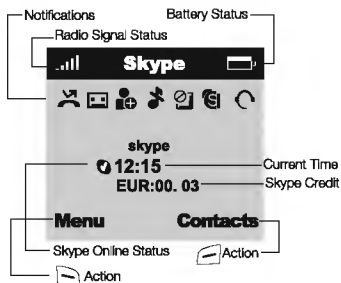 Notifications
Battery Status
Radio Signal Status
Skype
skype
12:15
Current Time
EUR:00. 03
Skype Credit
Menu
Contacts
Skype Online Status
Action
Action